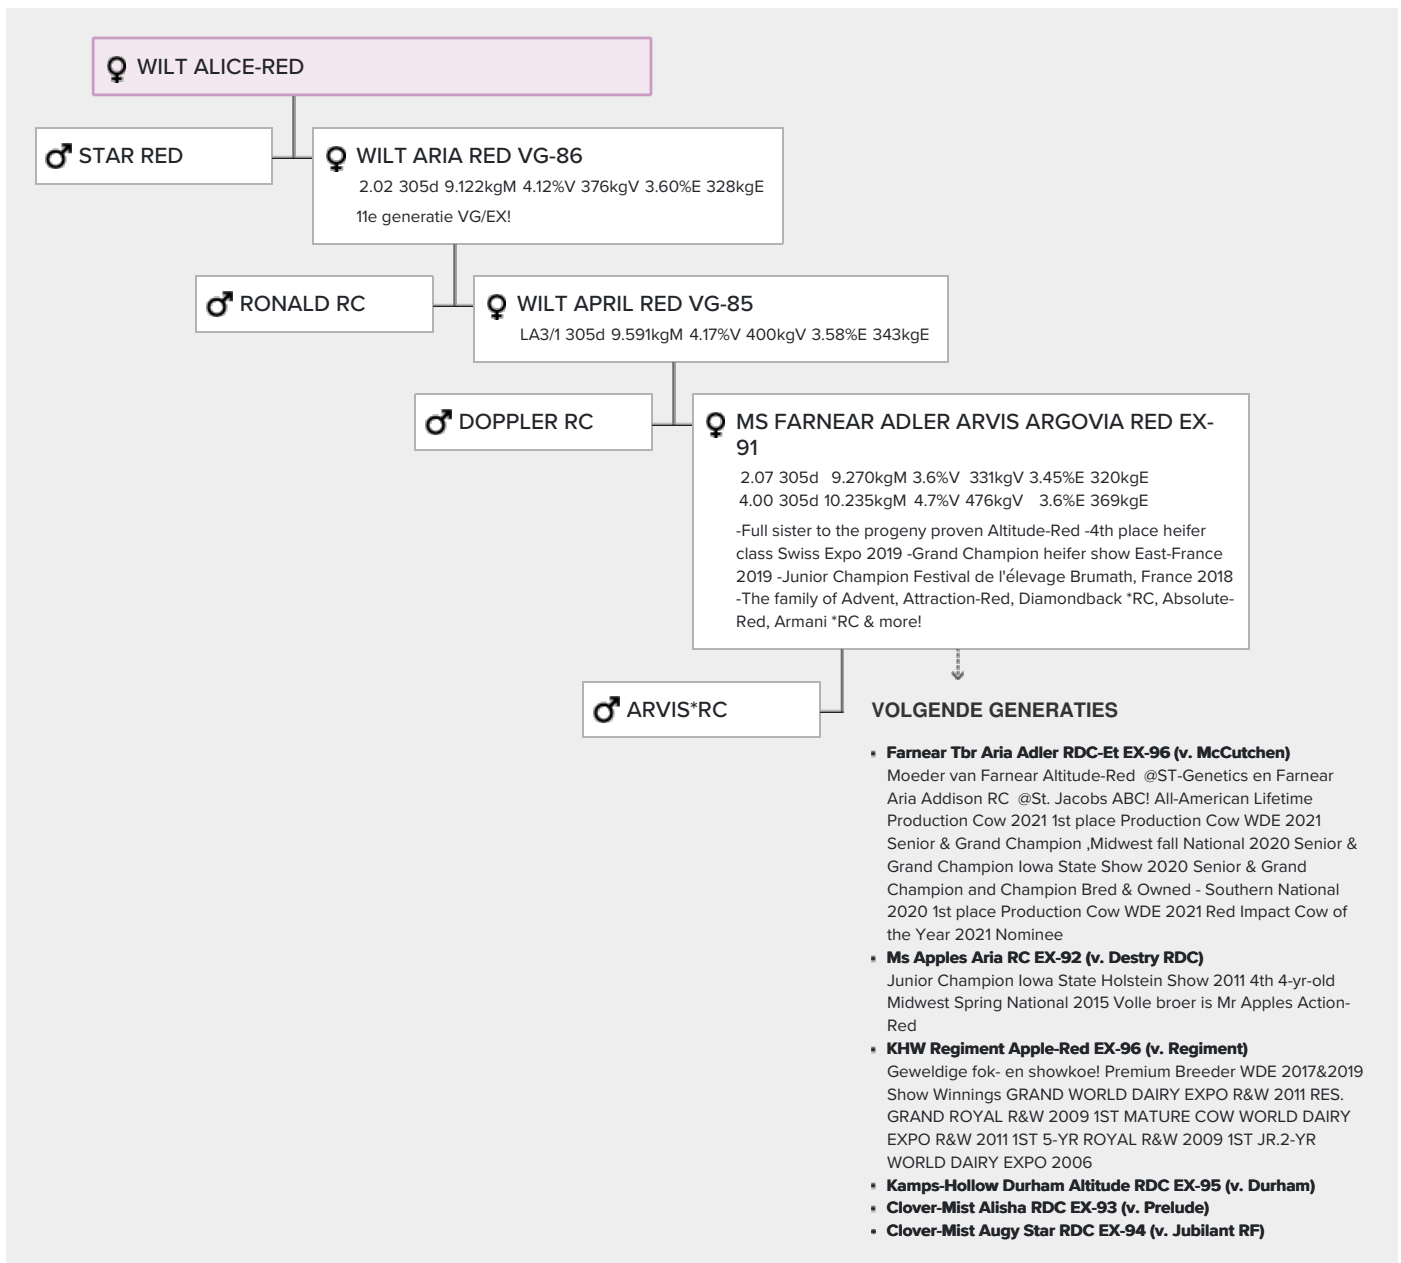 WILT ALICE-RED
STAR RED
WILT ARIA RED VG-86
2.02 305d 9.122kgM 4.12%V 376kgV 3.60%E 328kgE
11e generatie VG/EX!
RONALD RC
WILT APRIL RED VG-85
LA3/1 305d 9.591kgM 4.17%V 400kgV 3.58%E 343kgE
DOPPLER RC
MS FARNEAR ADLER ARVIS ARGOVIA RED EX-
91
2.07 305d 9.270kgM 3.6%V 331kgV 3.45%E 320kgE
4.00 305d 10.235kgM 4.7%V 476kgV 3.6%E 369kgE
-Full sister to the progeny proven Altitude-Red -4th place heifer
class Swiss Expo 2019 -Grand Champion heifer show East-France
2019 -Junior Champion Festival de l'élevage Brumath, France 2018
-The family of Advent, Attraction-Red, Diamondback *RC, Absolute-
Red, Armani *RC & more!
ARVIS*RC
VOLGENDE GENERATIES
Farnear Tbr Aria Adler RDC-Et EX-96 (v. McCutchen)
Moeder van Farnear Altitude-Red @ST-Genetics en Farnear
Aria Addison RC @St. Jacobs ABC! All-American Lifetime
Production Cow 2021 1st place Production Cow WDE 2021
Senior & Grand Champion ,Midwest fall National 2020 Senior &
Grand Champion Iowa State Show 2020 Senior & Grand
Champion and Champion Bred & Owned - Southern National
2020 1st place Production Cow WDE 2021 Red Impact Cow of
the Year 2021 Nominee
Ms Apples Aria RC EX-92 (v. Destry RDC)
Junior Champion Iowa State Holstein Show 2011 4th 4-yr-old
Midwest Spring National 2015 Volle broer is Mr Apples Action-
Red
KHW Regiment Apple-Red EX-96 (v. Regiment)
Geweldige fok- en showkoe! Premium Breeder WDE 2017&2019
Show Winnings GRAND WORLD DAIRY EXPO R&W 2011 RES.
GRAND ROYAL R&W 2009 1ST MATURE COW WORLD DAIRY
EXPO R&W 2011 1ST 5-YR ROYAL R&W 2009 1ST JR.2-YR
WORLD DAIRY EXPO 2006
Kamps-Hollow Durham Altitude RDC EX-95 (v. Durham)
Clover-Mist Alisha RDC EX-93 (v. Prelude)
Clover-Mist Augy Star RDC EX-94 (v. Jubilant RF)